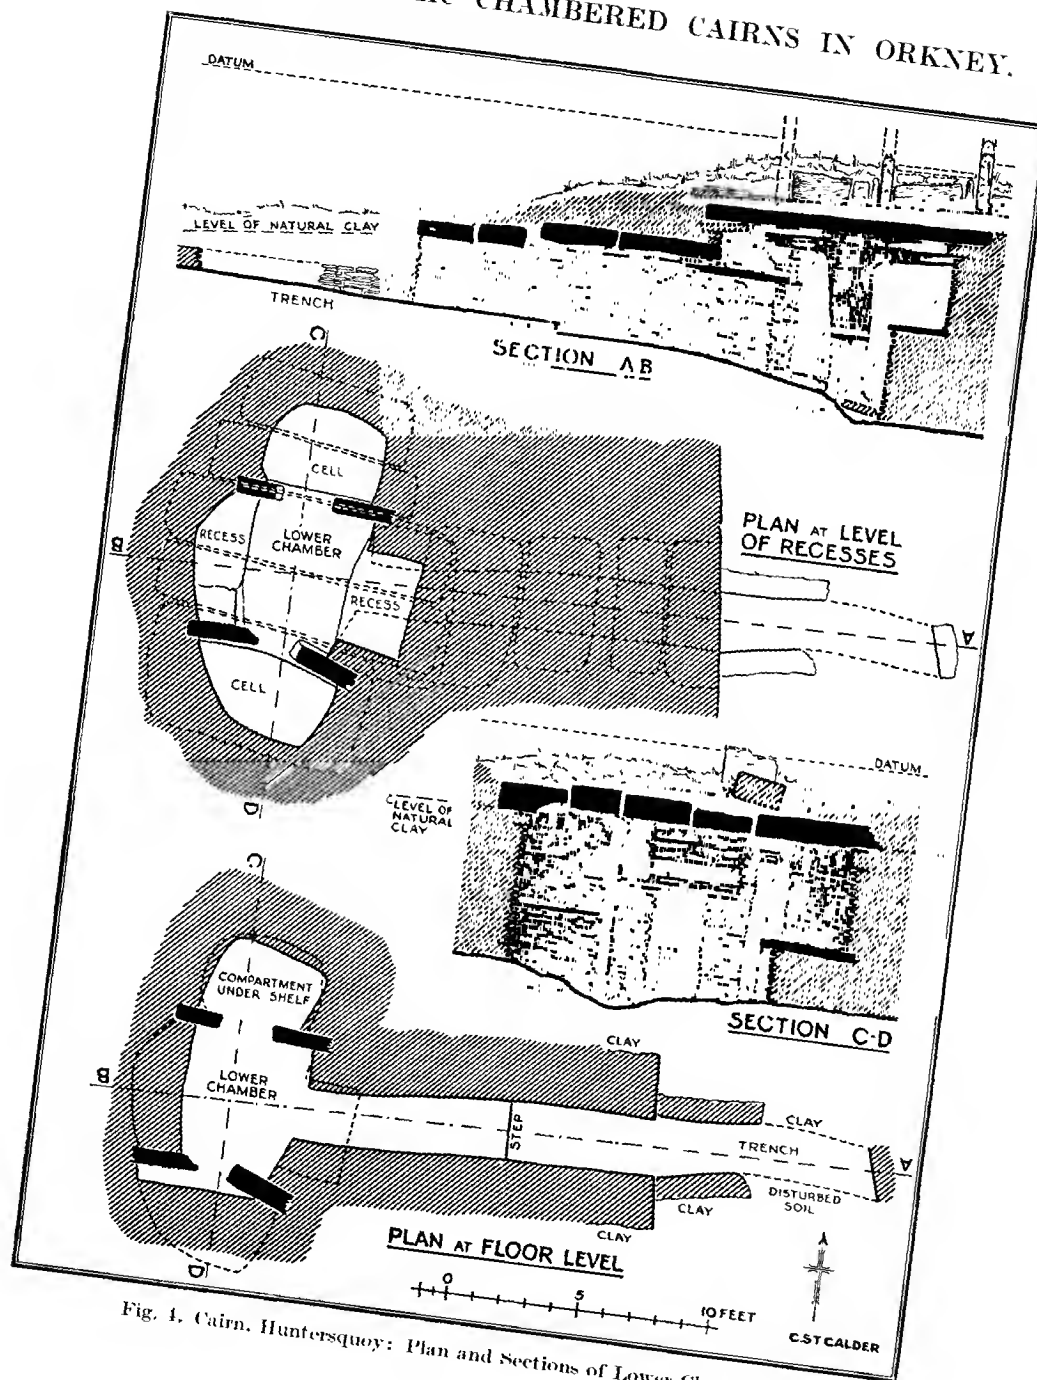 CHAMBERED CAIRNS IN ORKNEY.
DATUM
LEVEL OF NATURAL CLAY
TRENCH
SECTION AB
C
CELL
RECESS
LOWER
CHAMBER
B
RECESS
CELL
D
PLAN AT LEVEL
OF RECESSES
A
DATUM
LEVEL OF
NATURAL
CLAY
SECTION C-D
C
COMPARTMENT
UNDER SHELF
B
LOWER
CHAMBER
CLAY
STEP
CLAY
TRENCH
A
DISTURBED
SOIL
CLAY
CLAY
D
PLAN AT FLOOR LEVEL
0 5 10 FEET
C.ST CALDER
Fig. 4. Cairn, Huntersquoy: Plan and Sections of Lower